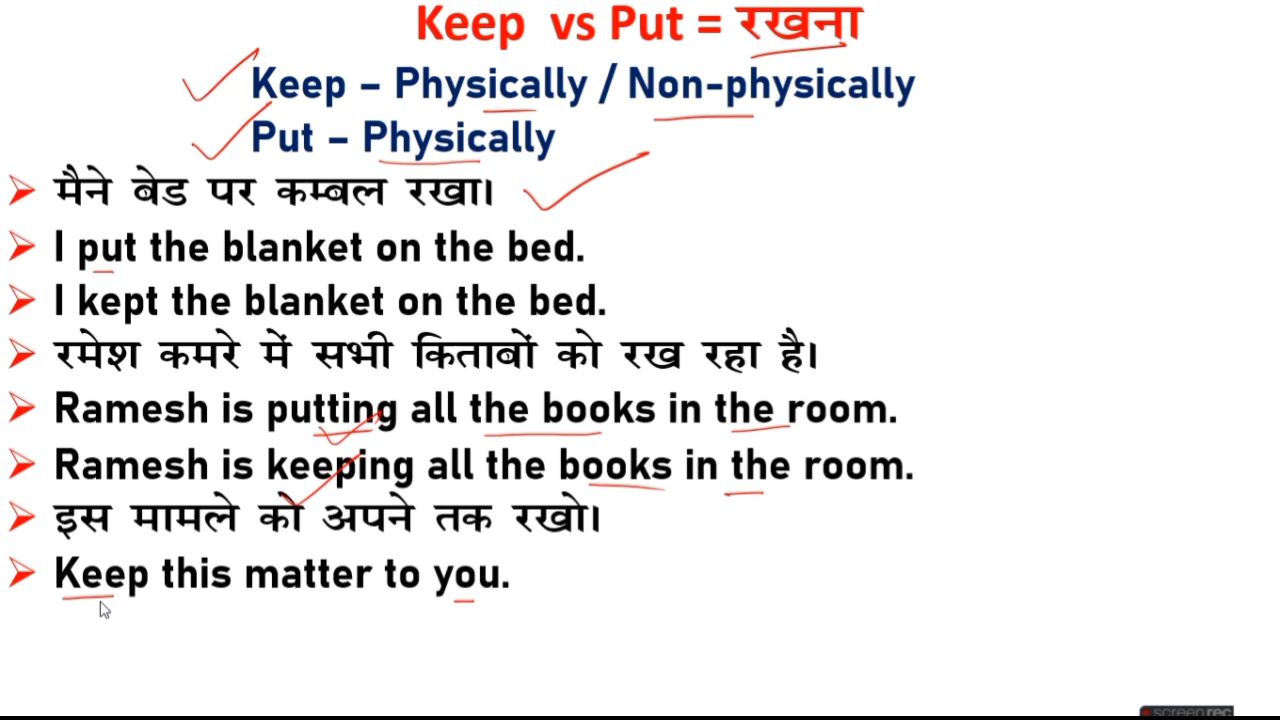 Keep vs Put = रखना
Keep – Physically / Non-physically
Put – Physically
मैने बेड पर कम्बल रखा।
I put the blanket on the bed.
I kept the blanket on the bed.
रमेश कमरे में सभी किताबों को रख रहा है।
Ramesh is putting all the books in the room.
Ramesh is keeping all the books in the room.
इस मामले को अपने तक रखो।
Keep this matter to you.
screenrec